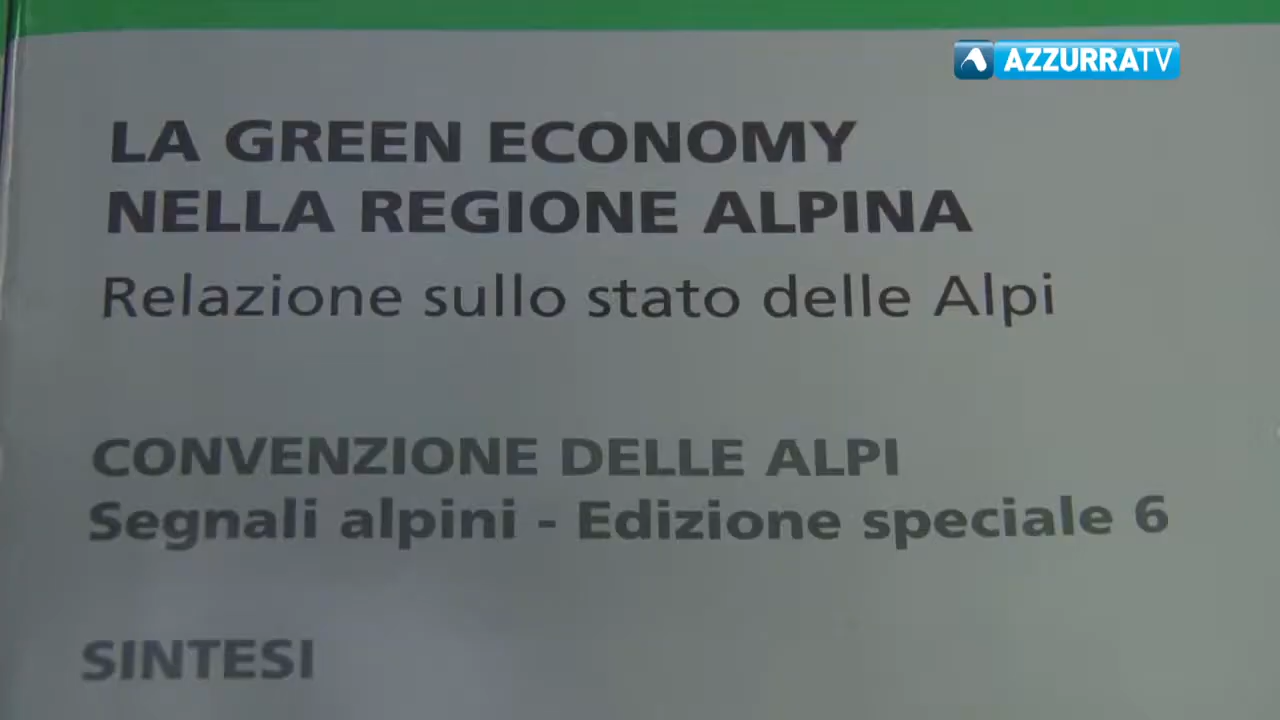 AZZURRATV
LA GREEN ECONOMY
NELLA REGIONE ALPINA
Relazione sullo stato delle Alpi
CONVENZIONE DELLE ALPI
Segnali alpini - Edizione speciale 6
SINTESI